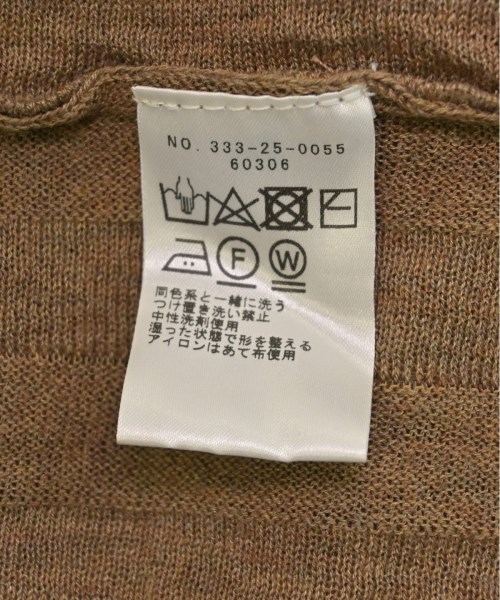 NO. 333-25-0055
60306
F W
同色系と一緒に洗う
つけ置き洗い禁止
中性洗剤使用
湿った状態で形を整える
アイロンはあて布使用